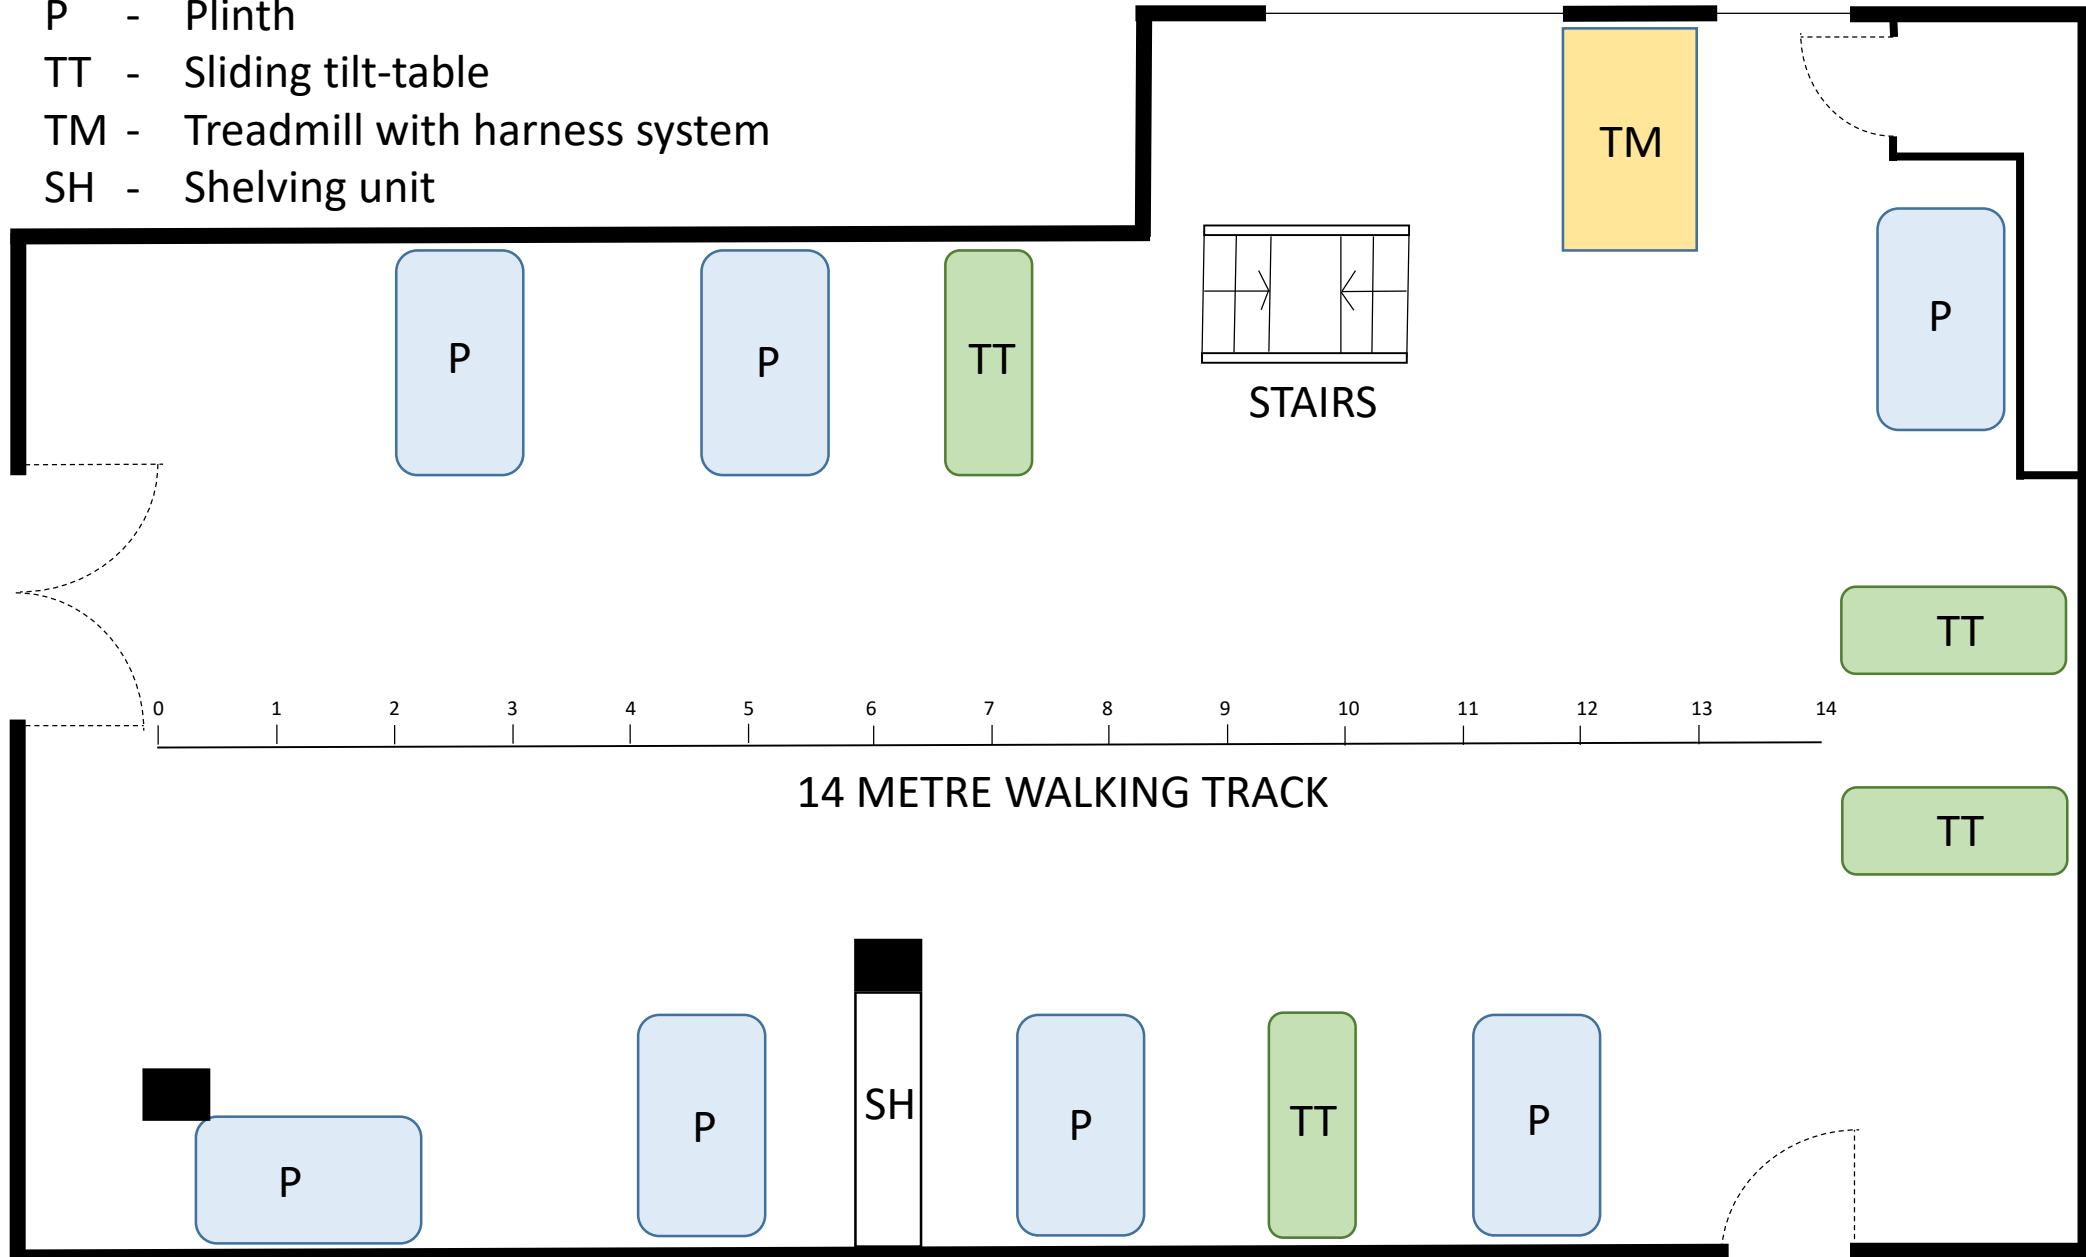 P - Plinth
TT - Sliding tilt-table
TM - Treadmill with harness system
SH - Shelving unit
TM
P
P
P
TT
STAIRS
TT
0 1 2 3 4 5 6 7 8 9 10 11 12 13 14
14 METRE WALKING TRACK
TT
P
P
SH
P
TT
P